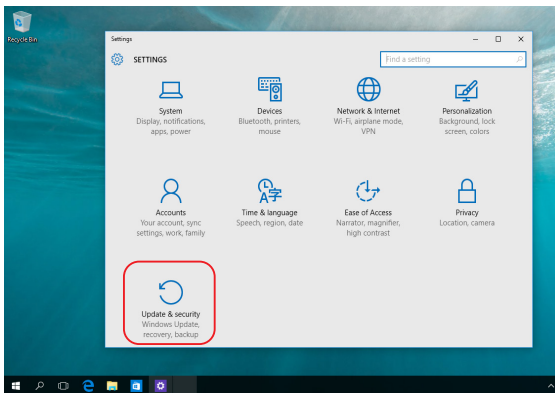 Recycle Bin
Settings
SETTINGS
Find a setting
System
Display, notifications,
apps, power
Devices
Bluetooth, printers,
mouse
Network & Internet
Wi-Fi, airplane mode,
VPN
Personalization
Background, lock
screen, colors
Accounts
Your account, sync
settings, work, family
Time & language
Speech, region, date
Ease of Access
Narrator, magnifier,
high contrast
Privacy
Location, camera
Update & security
Windows Update,
recovery, backup